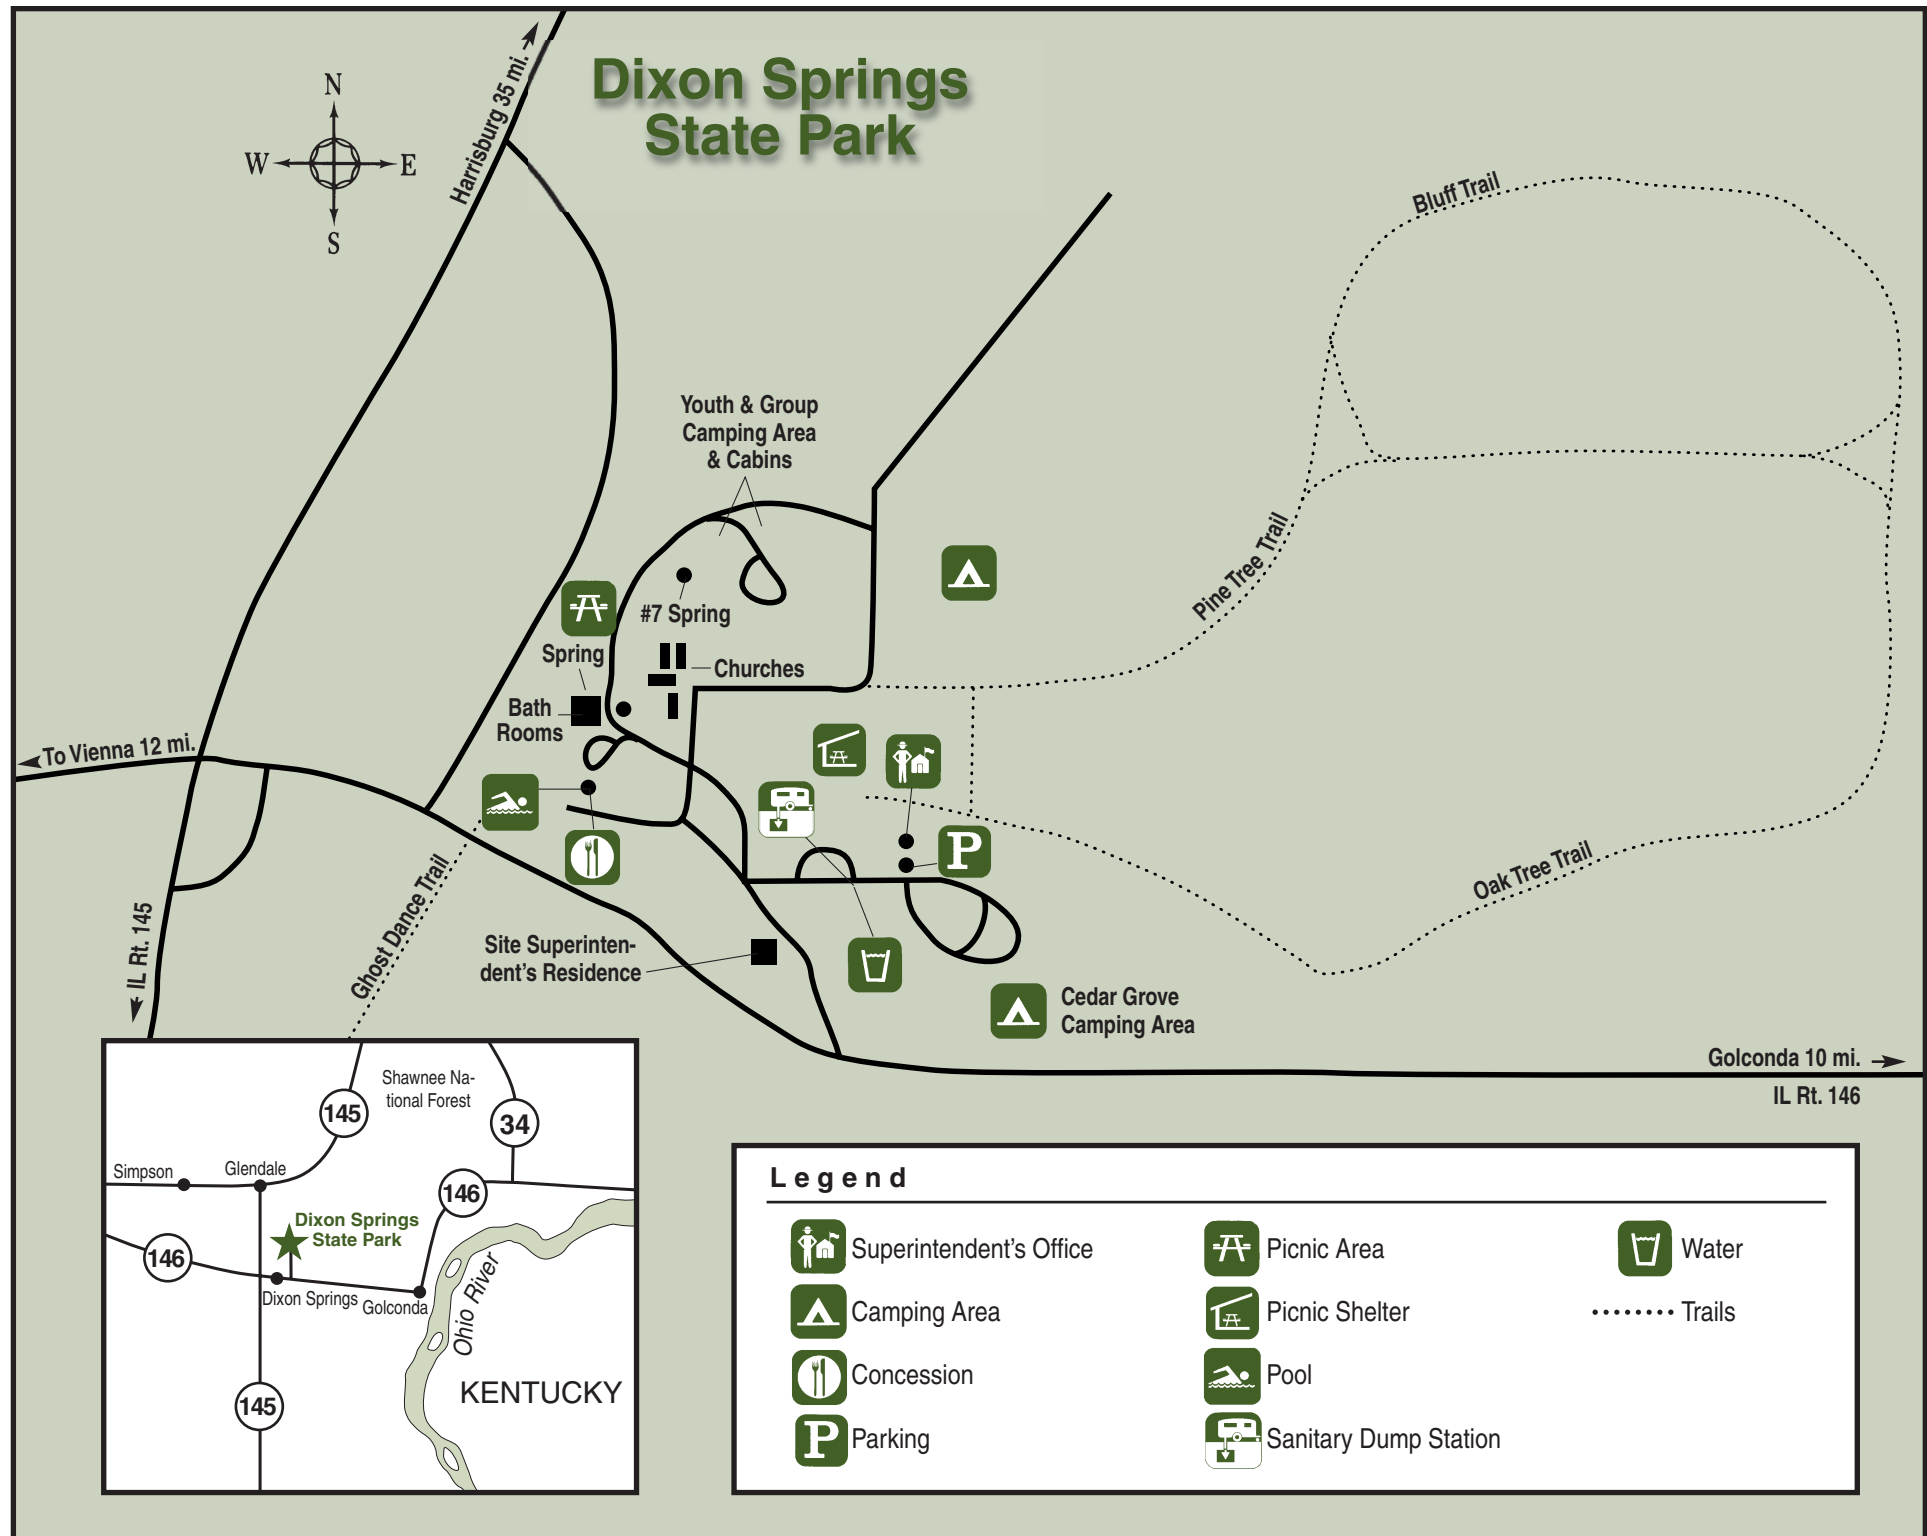 Dixon Springs
State Park
N
W
E
S
Harrisburg 35 mi.
Bluff Trail
Youth & Group
Camping Area
& Cabins
Pine Tree Trail
#7 Spring
Spring
Churches
Bath
Rooms
To Vienna 12 mi.
P
Oak Tree Trail
Ghost Dance Trail
IL Rt. 145
Site Superinten-
dent's Residence
Cedar Grove
Camping Area
Golconda 10 mi.
IL Rt. 146
Shawnee Na-
tional Forest
145
34
Simpson
Glendale
146
Dixon Springs
State Park
146
Dixon Springs
Golconda
Ohio River
KENTUCKY
145
Legend
Superintendent's Office
Camping Area
Concession
P Parking
Picnic Area
Picnic Shelter
Pool
Sanitary Dump Station
Water
Trails